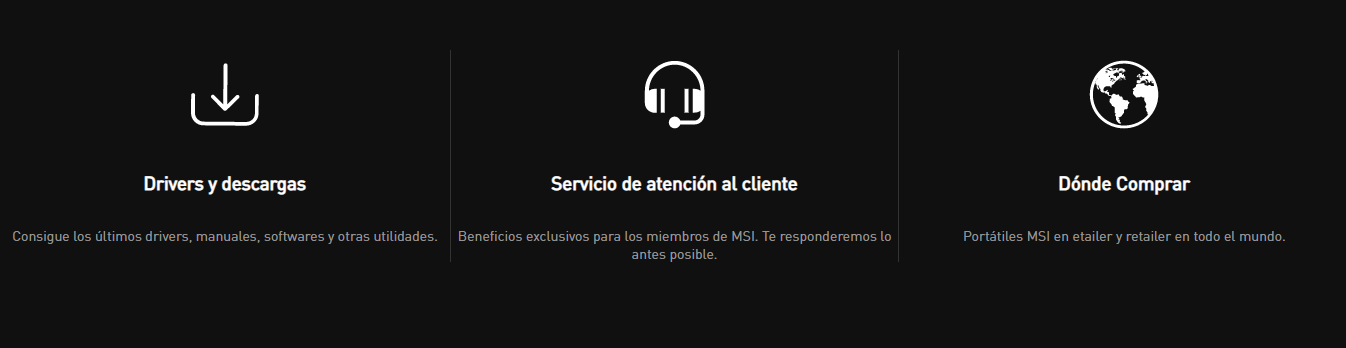 Drivers y descargas
Consigue los últimos drivers, manuales, softwares y otras utilidades.
Servicio de atención al cliente
Beneficios exclusivos para los miembros de MSI. Te responderemos lo
antes posible.
Dónde Comprar
Portátiles MSI en etailer y retailer en todo el mundo.